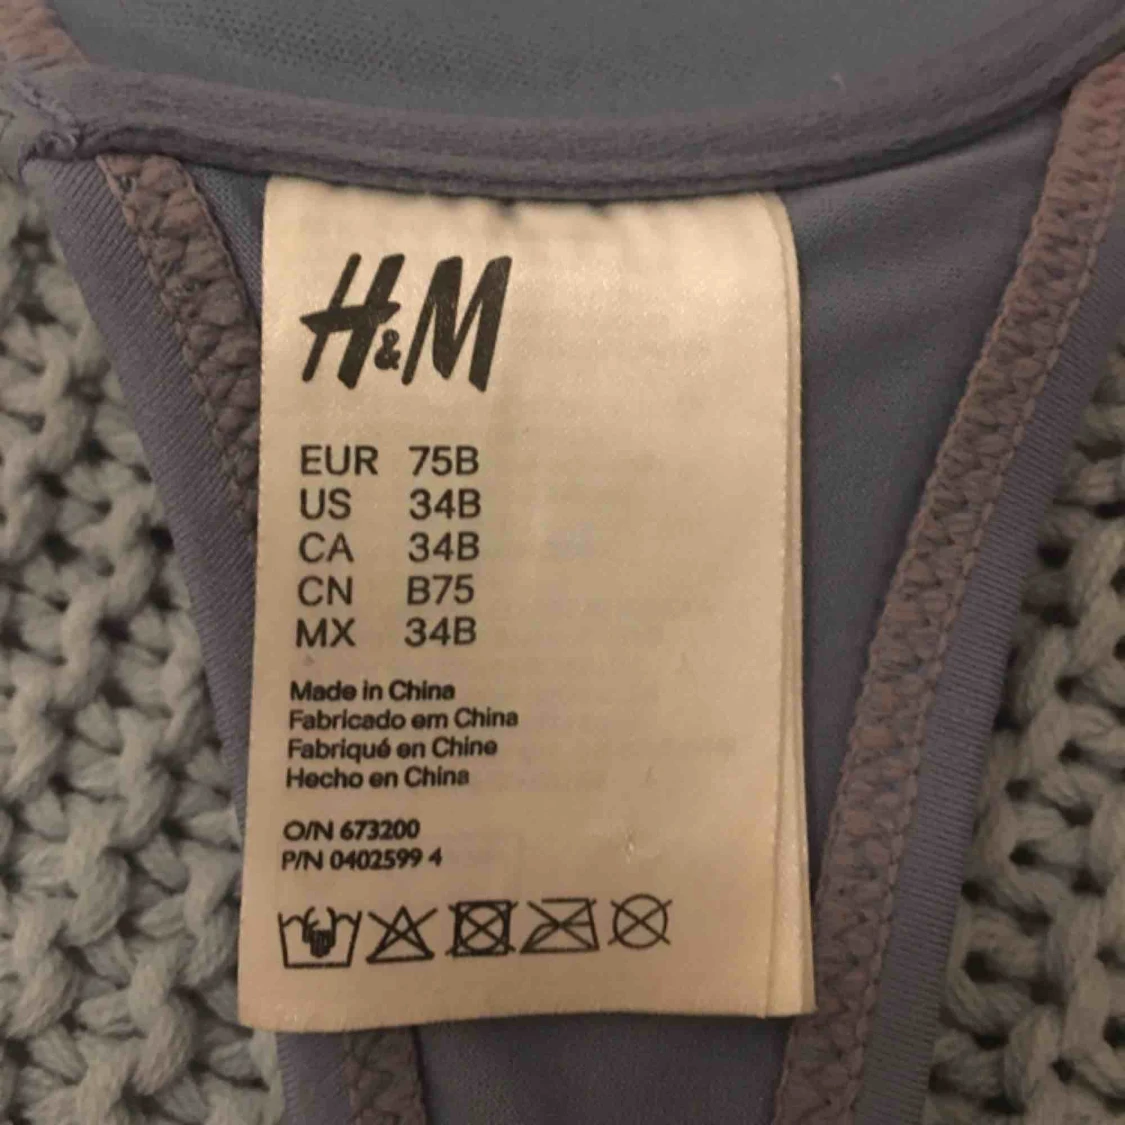 H&M
EUR 75B
US 34B
CA 34B
CN B75
MX 34B
Made in China
Fabricado em China
Fabriqué en Chine
Hecho en China
O/N 673200
P/N 0402599 4